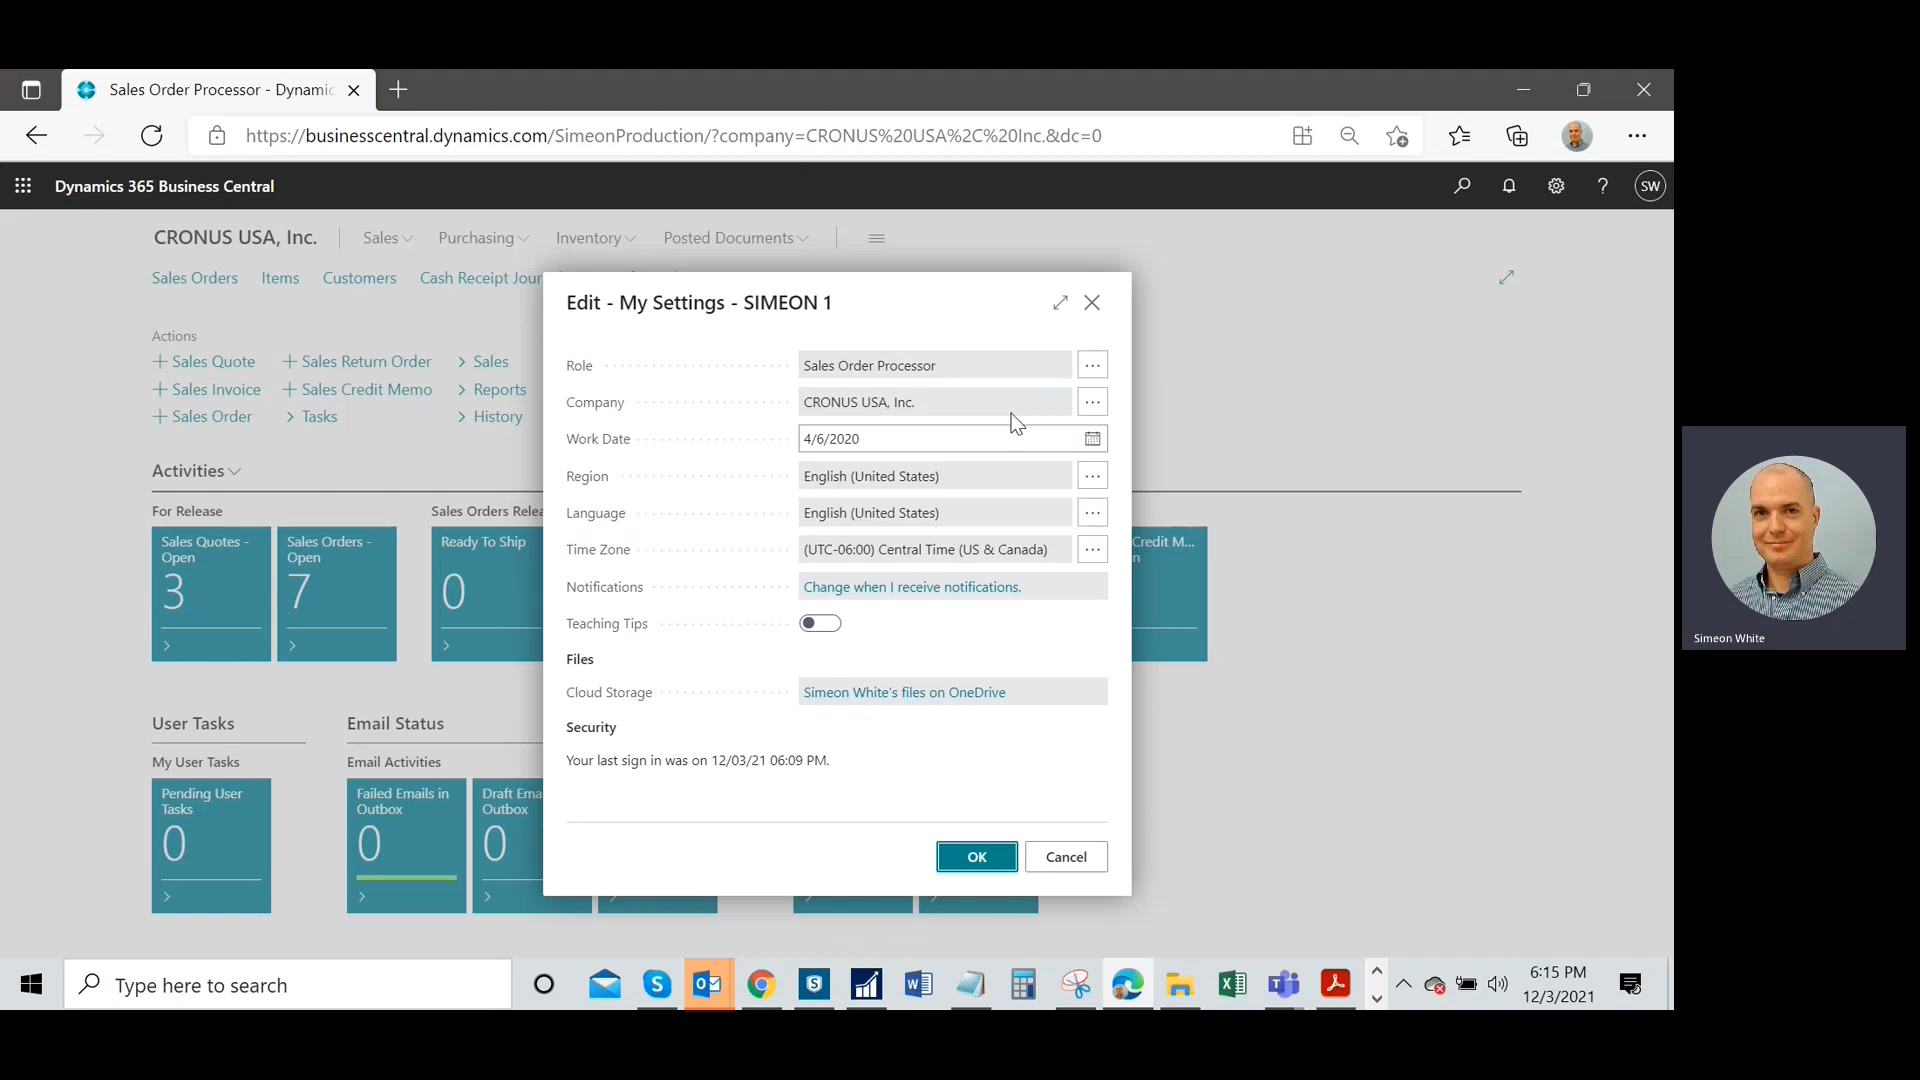 Sales Order Processor - Dynamic
https://businesscentral.dynamics.com/SimeonProduction/?company=CRONUS%20USA%2C%20Inc.&dc=0
Dynamics 365 Business Central
SW
CRONUS USA, Inc.
Sales
Purchasing
Inventory
Posted Documents
Sales Orders
Items
Customers
Cash Receipt Jour
Actions
+ Sales Quote
+ Sales Return Order
> Sales
+ Sales Invoice
+ Sales Credit Memo
> Reports
+ Sales Order
> Tasks
> History
Activities
For Release
Sales Orders Relea
Sales Quotes -
Open
3
Sales Orders -
Open
7
Ready To Ship
0
Credit M...
n
User Tasks
Email Status
My User Tasks
Email Activities
Pending User
Tasks
0
Failed Emails in
Outbox
0
Draft Ema
Outbox
0
Edit - My Settings - SIMEON 1
Role
Sales Order Processor
Company
CRONUS USA, Inc.
Work Date
4/6/2020
Region
English (United States)
Language
English (United States)
Time Zone
(UTC-06:00) Central Time (US & Canada)
Notifications
Change when I receive notifications.
Teaching Tips
Files
Cloud Storage
Simeon White's files on OneDrive
Security
Your last sign in was on 12/03/21 06:09 PM.
OK
Cancel
Simeon White
Type here to search
6:15 PM
12/3/2021